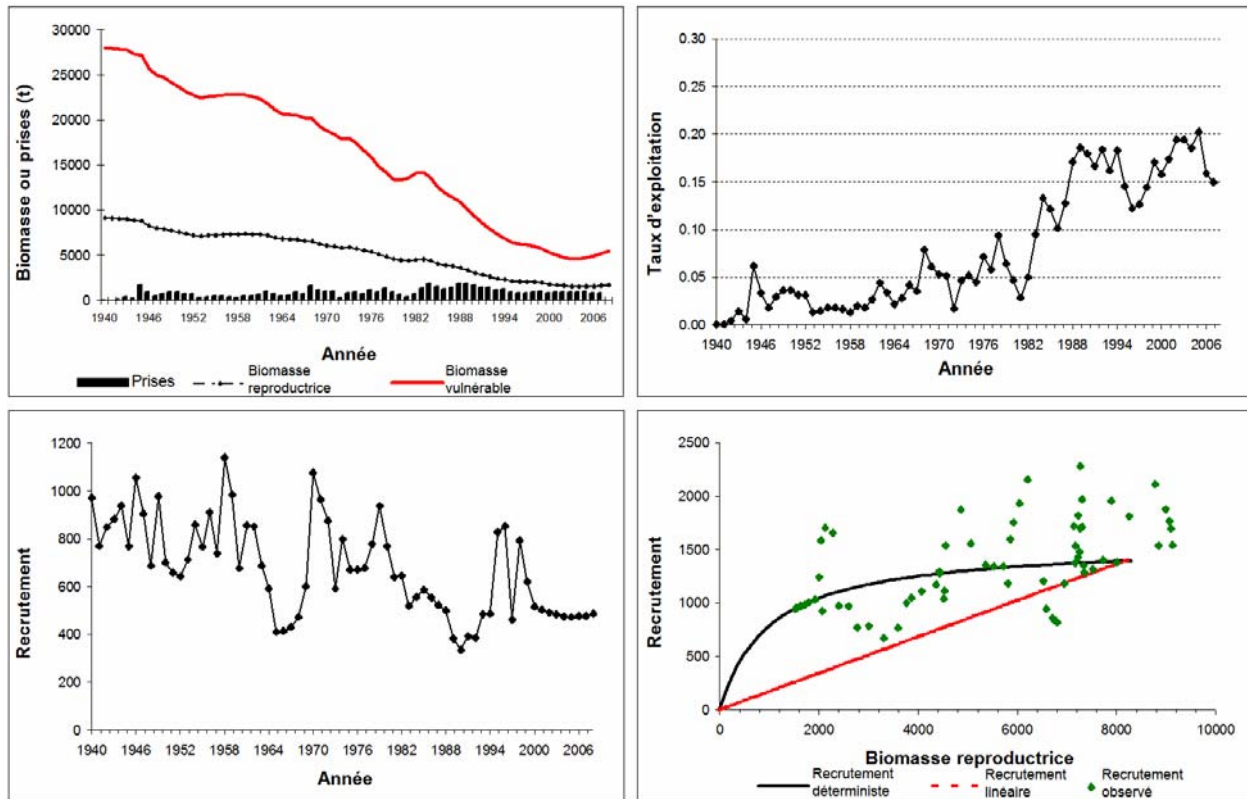 30000
25000
20000
15000
10000
5000
0
Biomasse ou prises (t)
1940 1946 1952 1958 1964 1970 1976 1982 1988 1994 2000 2006
Année
Prises
Biomasse
reproductrice
Biomasse
vulnérable
0.30
0.25
0.20
0.15
0.10
0.05
0.00
Taux d'exploitation
1940 1946 1952 1958 1964 1970 1976 1982 1988 1994 2000 2006
Année
1200
1000
800
600
400
200
0
Recrutement
1940 1946 1952 1958 1964 1970 1976 1982 1988 1994 2000 2006
Année
2500
2000
1500
1000
500
0
Recrutement
0 2000 4000 6000 8000 10000
Biomasse reproductrice
Recrutement
déterministe
Recrutement
linéaire
Recrutement
observé